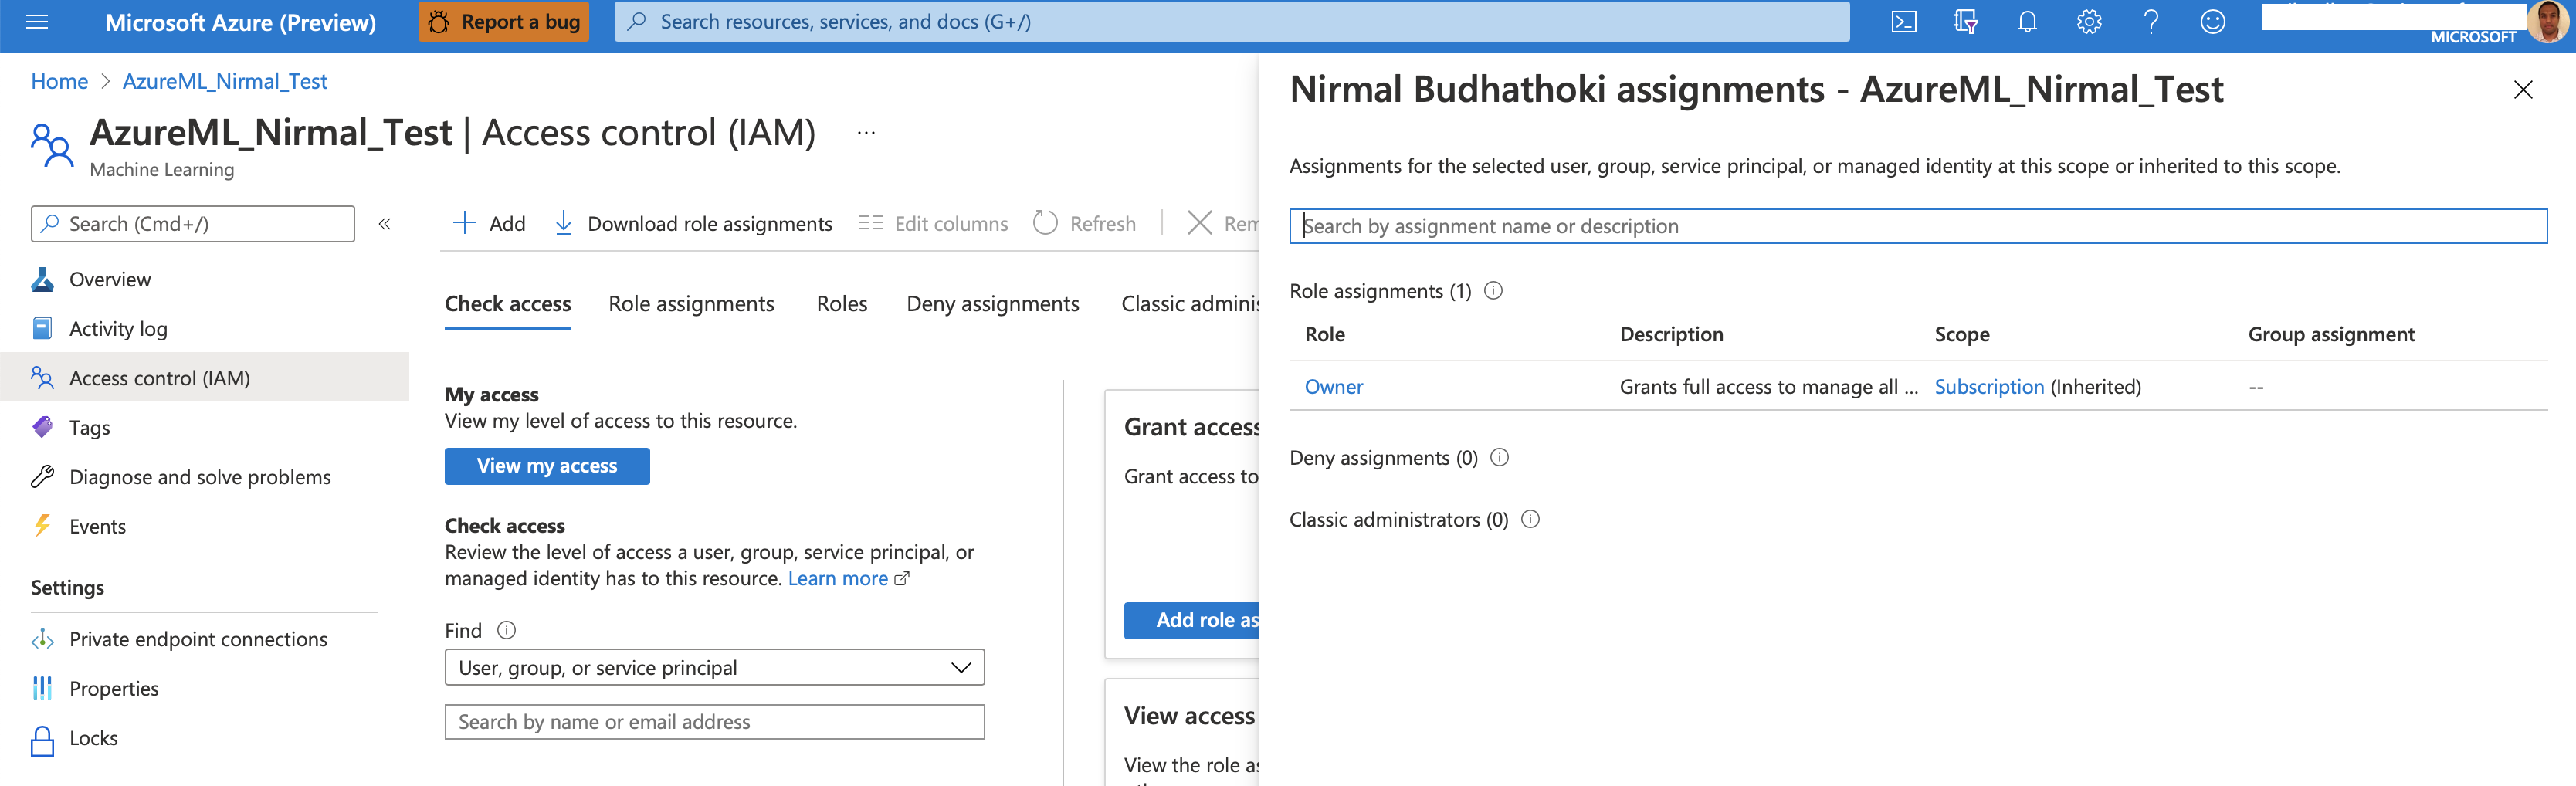 Microsoft Azure (Preview)
Report a bug
Search resources, services, and docs (G+/)
MICROSOFT
Home > AzureML_Nirmal_Test
AzureML_Nirmal_Test | Access control (IAM) ...
Machine Learning
Search (Cmd+/) «
Overview
Activity log
Access control (IAM)
Tags
Diagnose and solve problems
Events
Settings
Private endpoint connections
Properties
Locks
Add
Download role assignments
Edit columns
Refresh
Rem
Check access
Role assignments
Roles
Deny assignments
Classic adminis
My access
View my level of access to this resource.
View my access
Check access
Review the level of access a user, group, service principal, or
managed identity has to this resource. Learn more
Find
User, group, or service principal
Search by name or email address
Grant access
Grant access to
Add role as
View access
View the role as
Nirmal Budhathoki assignments - AzureML_Nirmal_Test
Assignments for the selected user, group, service principal, or managed identity at this scope or inherited to this scope.
Search by assignment name or description
Role assignments (1)
Role Description Scope Group assignment
Owner Grants full access to manage all ... Subscription (Inherited) --
Deny assignments (0)
Classic administrators (0)